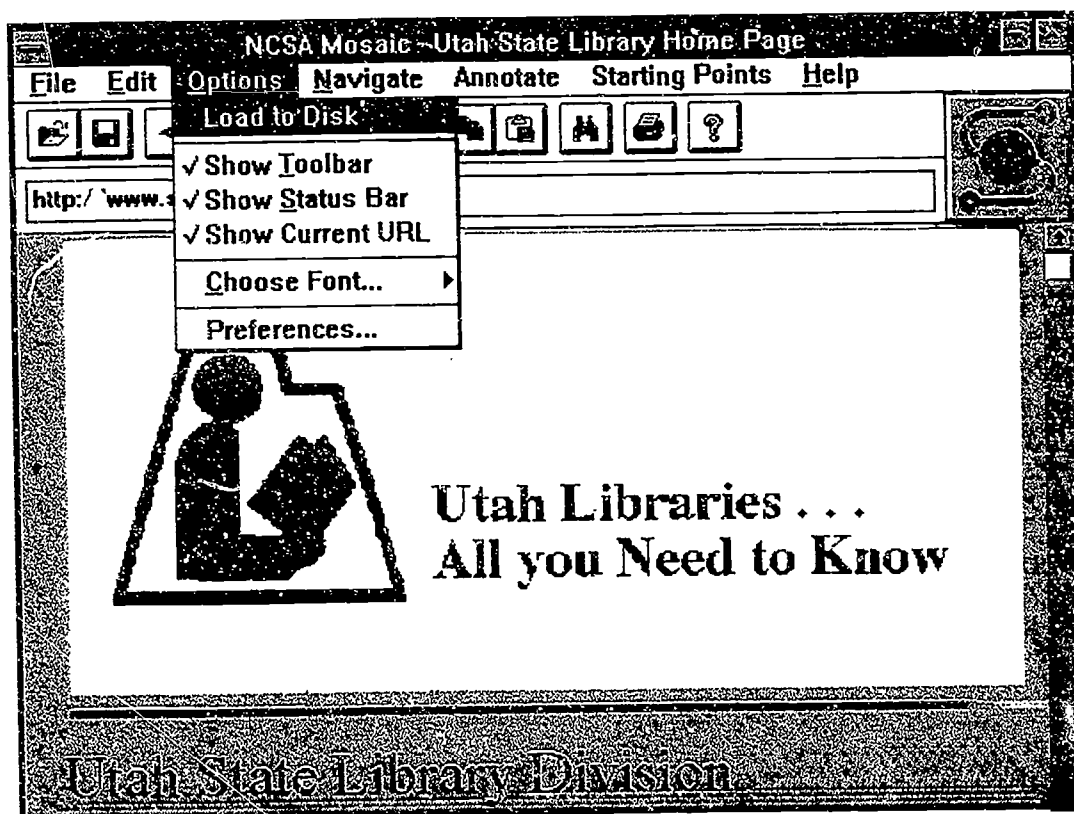 NCSA Mosaic - Utah State Library Home Page
File Edit Options Navigate Annotate Starting Points Help
Load to Disk
✓ Show Toolbar
✓ Show Status Bar
http:/ www.s
✓ Show Current URL
Choose Font...
Preferences...
Utah Libraries . . .
All you Need to Know
Utah State Library Division